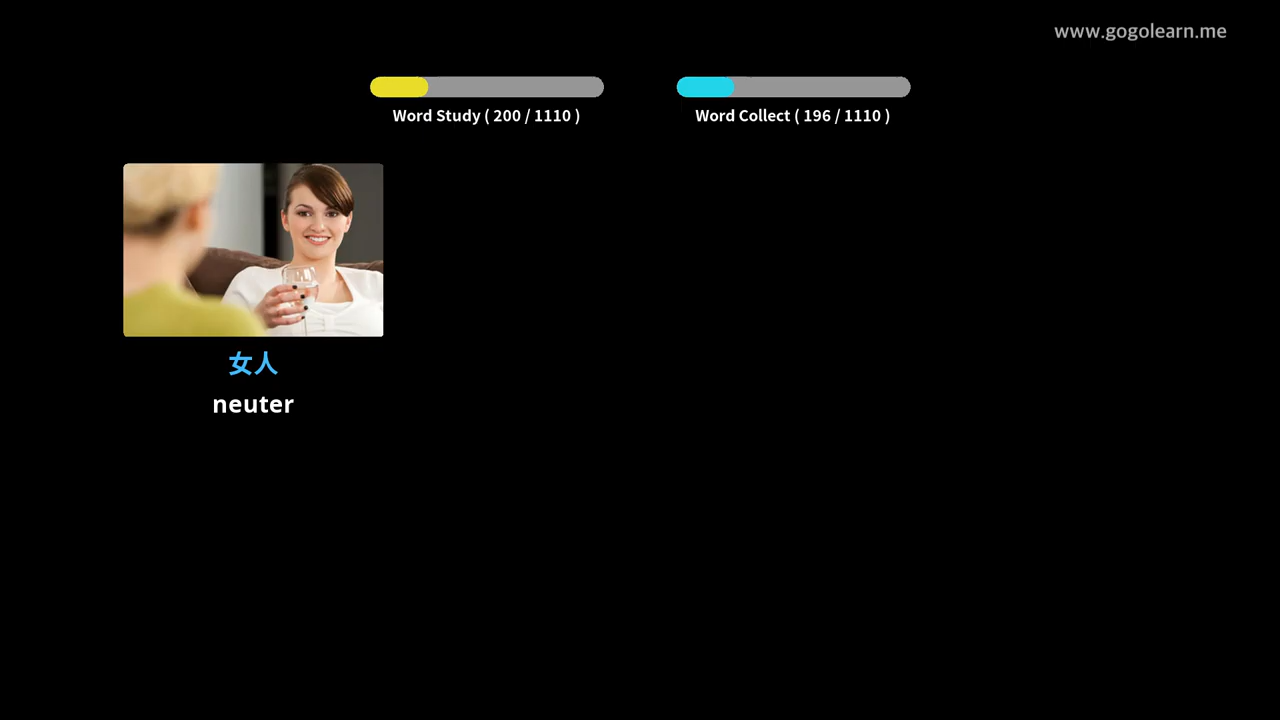 www.gogolearn.me
Word Study ( 200 / 1110 )
Word Collect ( 196 / 1110 )
女人
neuter